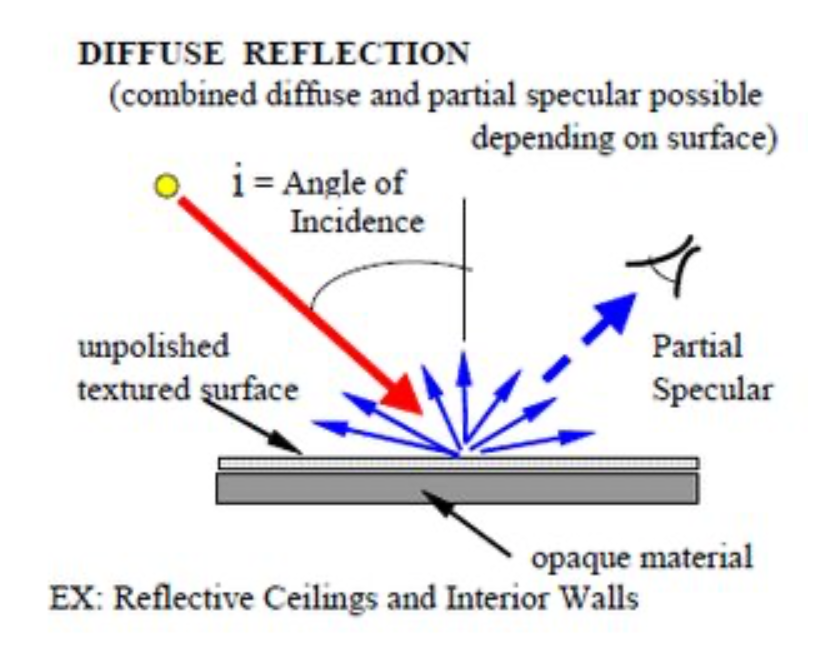 DIFFUSE REFLECTION
(combined diffuse and partial specular possible
depending on surface)
i = Angle of
Incidence
unpolished
textured surface
Partial
Specular
opaque material
EX: Reflective Ceilings and Interior Walls